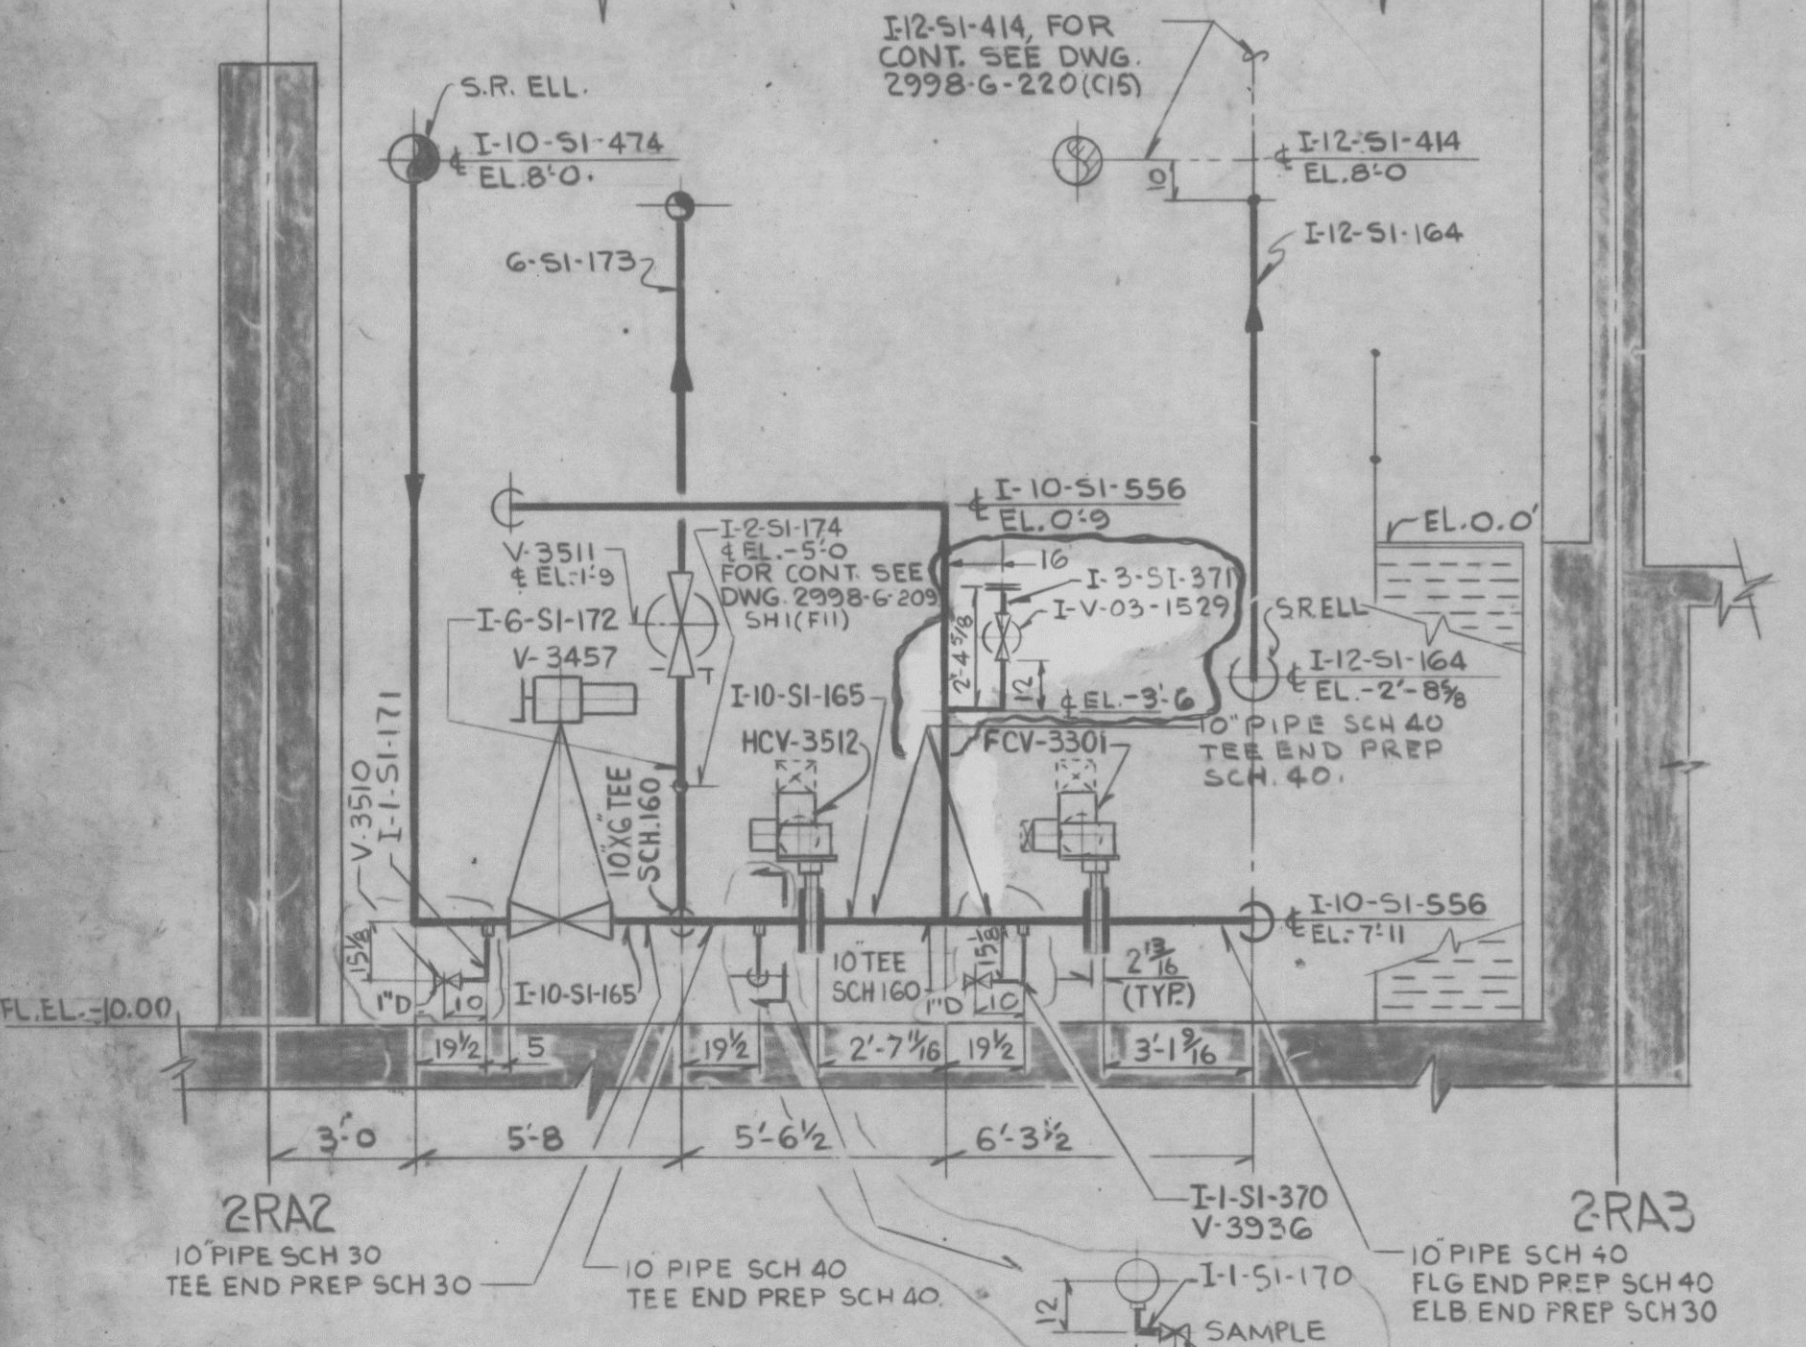 I-12-SI-414, FOR
CONT. SEE DWG.
2998-G-220(C15)
S.R. ELL.
℄ I-10-SI-474
EL.8'-0.
℄ I-12-SI-414
EL.8'-0
10
I-12-SI-164
6-SI-173
℄ I-10-SI-556
EL.0'-9
EL.0.0'
V-3511
℄ EL-1'-9
I-2-SI-174
℄ EL.-5'-0
FOR CONT. SEE
DWG. 2998-G-209
SH1(F11)
16
I-3-SI-371
I-V-03-1529
2'-4 5/8
12
℄ EL.-3'-6
S.R ELL
I-6-SI-172
V-3457
℄ I-12-SI-164
EL.-2'-8 5/8
10" PIPE SCH 40
TEE END PREP
SCH. 40.
I-10-SI-165
HCV-3512
FCV-3301
V-3510
I-1-SI-171
10"X6" TEE
SCH.160
℄ I-10-SI-556
EL-7'-11
15 1/8
1"D
10
I-10-SI-165
10" TEE
SCH 160
15 1/8
1"D
10
2 13/16
(TYP.)
FL.EL.-10.00
19 1/2
5
19 1/2
2'-7 11/16
19 1/2
3'-1 9/16
3'-0
5'-8
5'-6 1/2
6'-3 1/2
2-RA2
2-RA3
10" PIPE SCH 30
TEE END PREP SCH 30
10 PIPE SCH 40
TEE END PREP SCH 40.
I-1-SI-370
V-3936
10" PIPE SCH 40
FLG END PREP SCH 40
ELB END PREP SCH 30
I-1-SI-170
12
SAMPLE
T